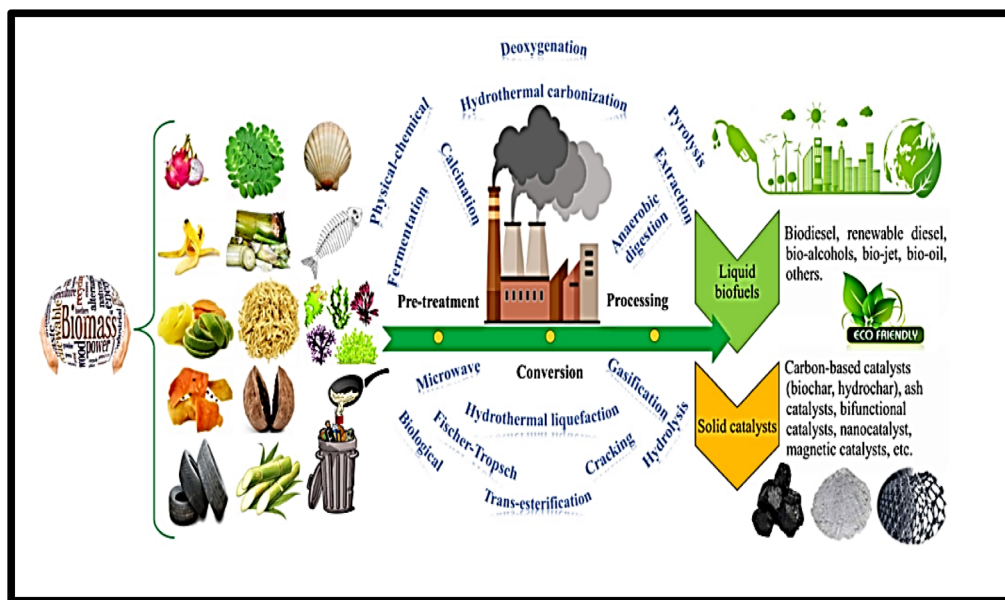 Deoxygenation
Hydrothermal carbonization
Physical-chemical
Calcination
Fermentation
Pyrolysis
Extraction
Anaerobic
digestion
Biomass
power
wood
Pre-treatment
Processing
Conversion
Microwave
Biological
Fischer-Tropsch
Hydrothermal liquefaction
Trans-esterification
Cracking
Gasification
Hydrolysis
Liquid
biofuels
Biodiesel, renewable diesel,
bio-alcohols, bio-jet, bio-oil,
others.
ECO FRIENDLY
Solid catalysts
Carbon-based catalysts
(biochar, hydrochar), ash
catalysts, bifunctional
catalysts, nanocatalyst,
magnetic catalysts, etc.